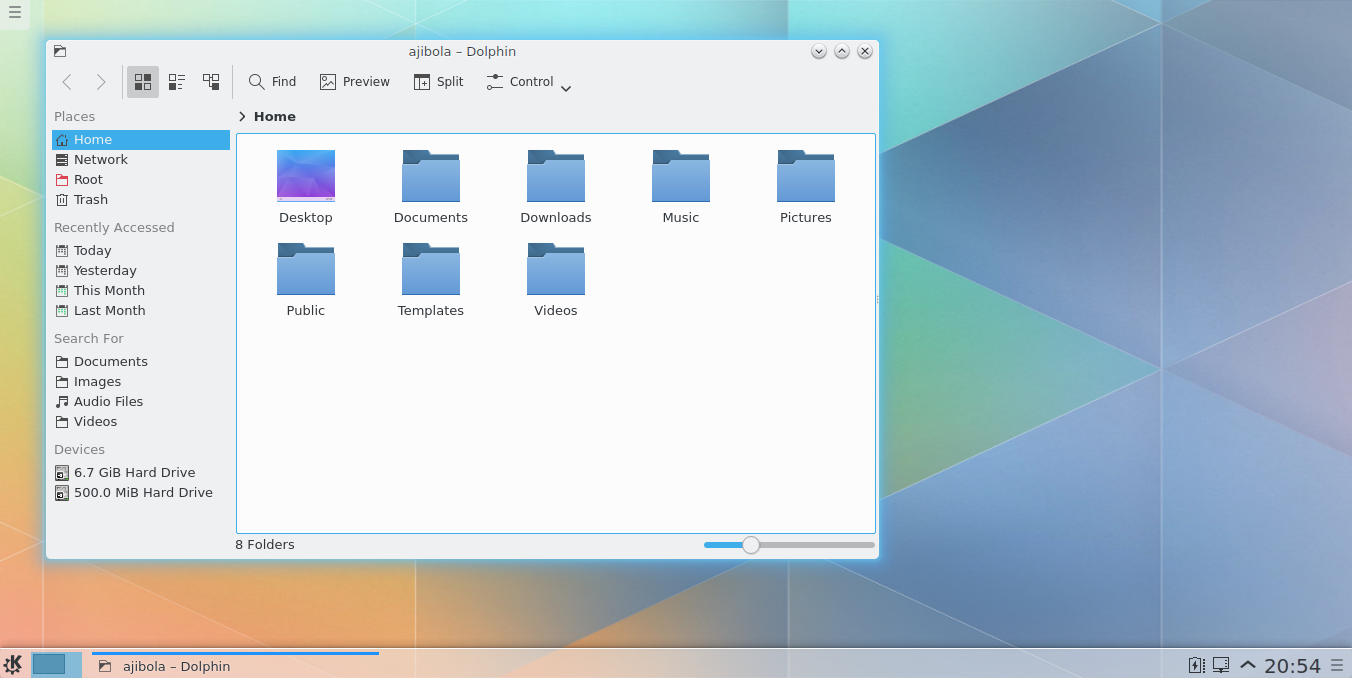 ajibola – Dolphin
Find Preview Split Control
Places
Home
Network
Root
Trash
Recently Accessed
Today
Yesterday
This Month
Last Month
Search For
Documents
Images
Audio Files
Videos
Devices
6.7 GiB Hard Drive
500.0 MiB Hard Drive
Home
Desktop Documents Downloads Music Pictures
Public Templates Videos
8 Folders
ajibola – Dolphin
20:54